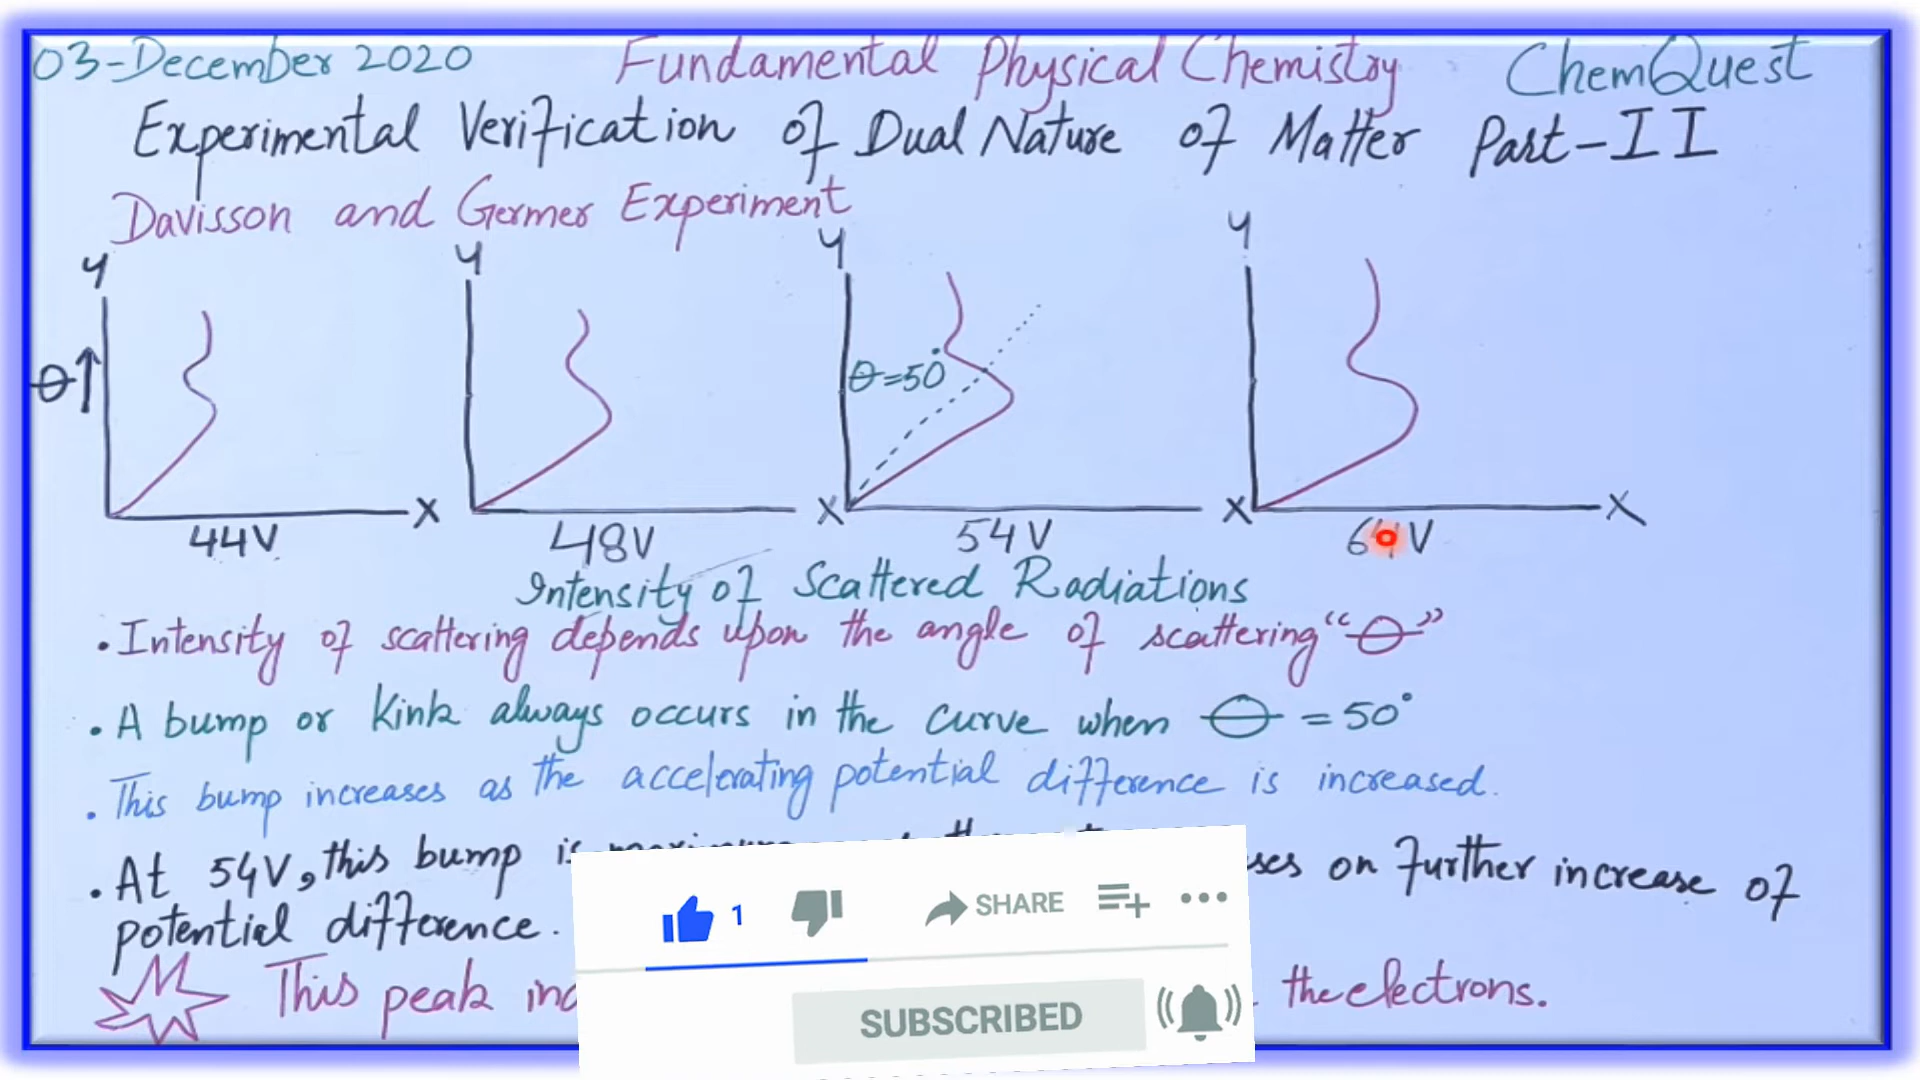 03-December 2020 Fundamental Physical Chemistry ChemQuest
Experimental Verification of Dual Nature of Matter Part-II
Davisson and Germer Experiment
Y Y Y Y
θ θ=50°
X X X X
44V 48V 54V 64V
Intensity of Scattered Radiations
• Intensity of scattering depends upon the angle of scattering "θ"
• A bump or Kink always occurs in the curve when θ = 50°
• This bump increases as the accelerating potential difference is increased.
• At 54V, this bump is on further increase of
potential difference.
This peak the electrons.
1 SHARE
SUBSCRIBED